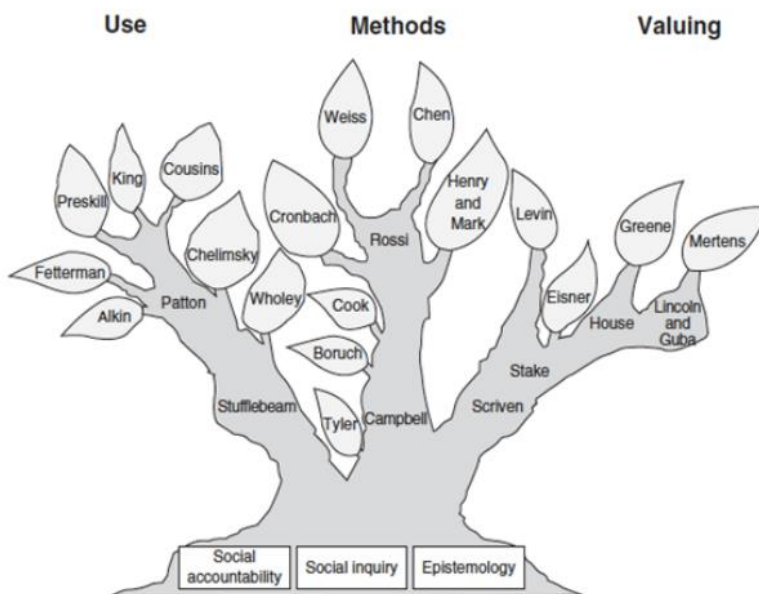 Use
Methods
Valuing
Weiss
Chen
King
Cousins
Preskill
Cronbach
Henry
and
Mark
Levin
Greene
Mertens
Rossi
Chelimsky
Fetterman
Patton
Wholey
Cook
Eisner
Alkin
House
Lincoln
and
Guba
Boruch
Stake
Stufflebeam
Tyler
Campbell
Scriven
Social
accountability
Social inquiry
Epistemology